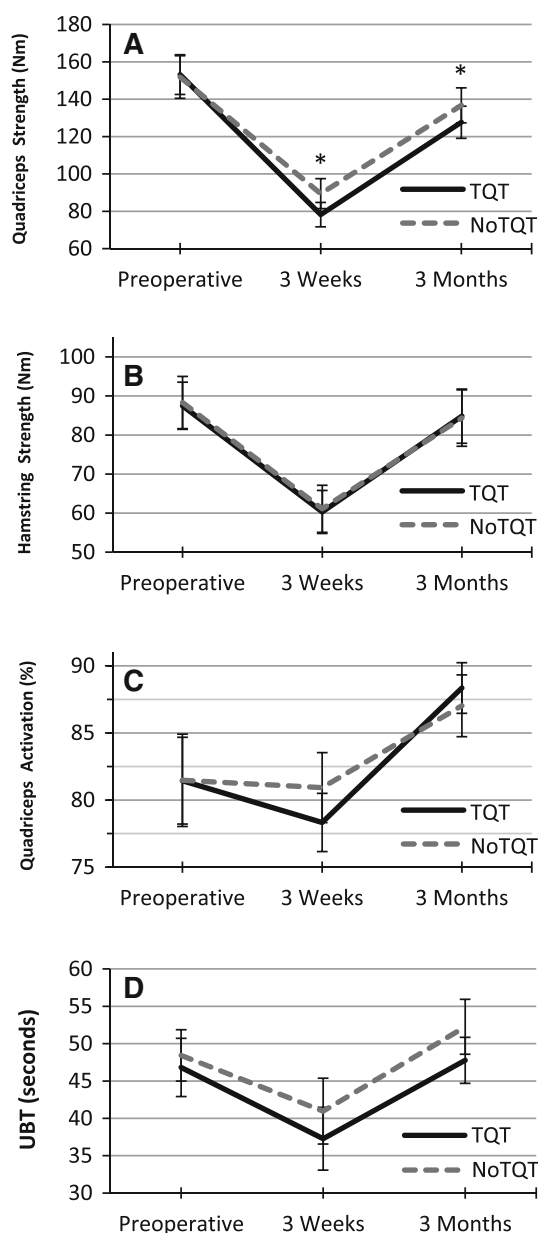 180
A
160
*
140
120
*
100
80
60
Quadriceps Strength (Nm)
TQT
NoTQT
Preoperative 3 Weeks 3 Months
100
B
90
80
70
60
50
Hamstring Strength (Nm)
TQT
NoTQT
Preoperative 3 Weeks 3 Months
90
C
85
80
75
Quadriceps Activation (%)
TQT
NoTQT
Preoperative 3 Weeks 3 Months
60
D
55
50
45
40
35
30
UBT (seconds)
TQT
NoTQT
Preoperative 3 Weeks 3 Months